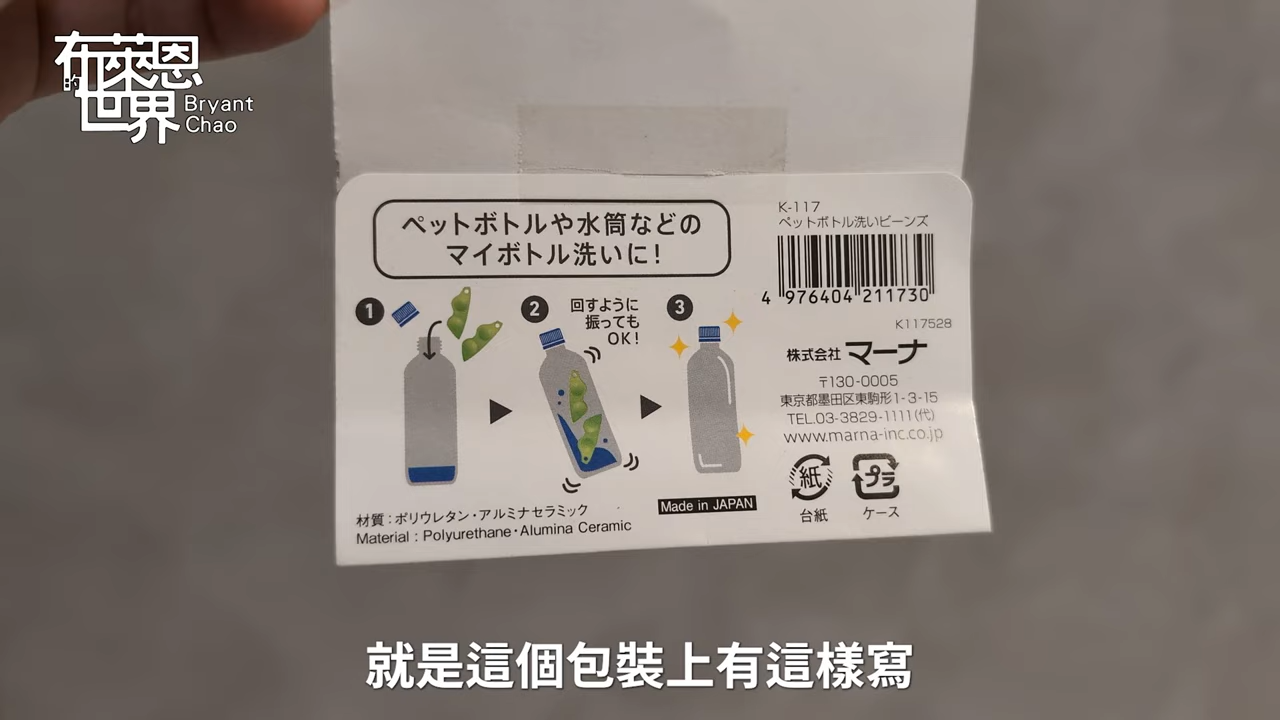 布萊恩
的世界
Bryant
Chao
ペットボトルや水筒などの
マイボトル洗いに!
1
2
回すように
振っても
OK!
3
材質:ポリウレタン・アルミナセラミック
Material : Polyurethane・Alumina Ceramic
Made in JAPAN
K-117
ペットボトル洗いビーンズ
4 976404 211730
K117528
株式会社 マーナ
〒130-0005
東京都墨田区東駒形1-3-15
TEL.03-3829-1111(代)
www.marna-inc.co.jp
紙
プラ
台紙
ケース
就是這個包裝上有這樣寫